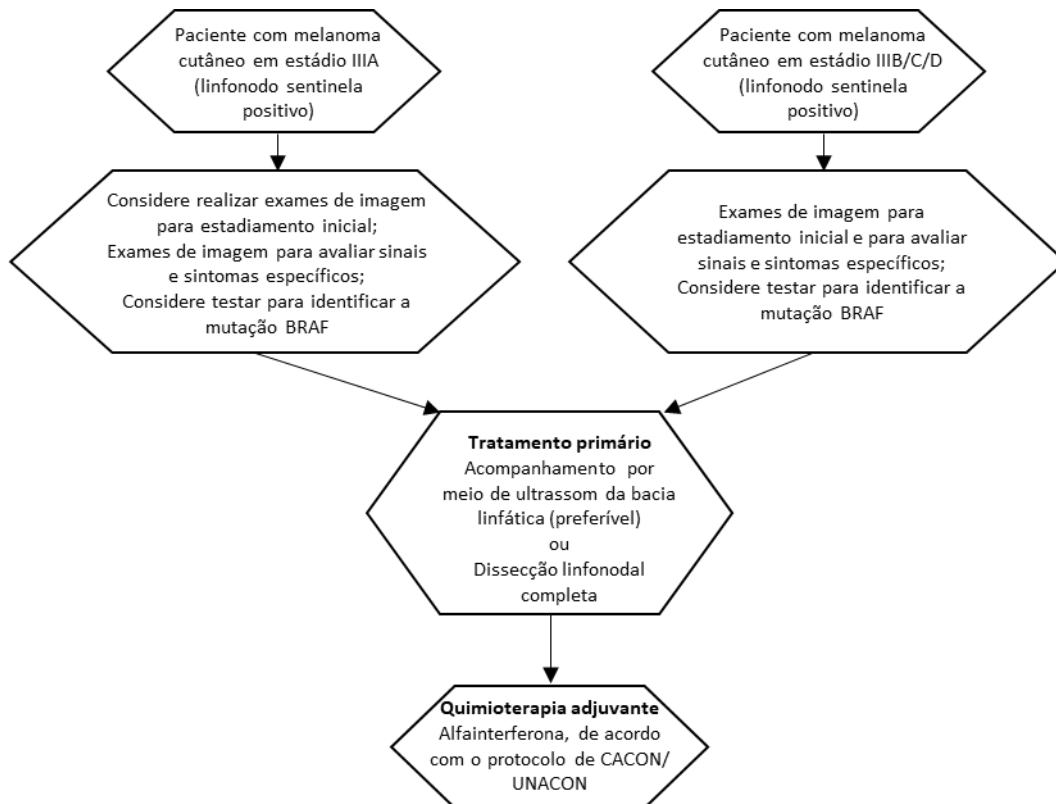 Paciente com melanoma
cutâneo em estádio IIIA
(linfonodo sentinela
positivo)
Paciente com melanoma
cutâneo em estádio IIIB/C/D
(linfonodo sentinela
positivo)
Considere realizar exames de imagem
para estadiamento inicial;
Exames de imagem para avaliar sinais
e sintomas específicos;
Considere testar para identificar a
mutação BRAF
Exames de imagem para
estadiamento inicial e para avaliar
sinais e sintomas específicos;
Considere testar para identificar a
mutação BRAF
Tratamento primário
Acompanhamento por
meio de ultrassom da bacia
linfática (preferível)
ou
Dissecção linfonodal
completa
Quimioterapia adjuvante
Alfainterferona, de acordo
com o protocolo de CACON/
UNACON